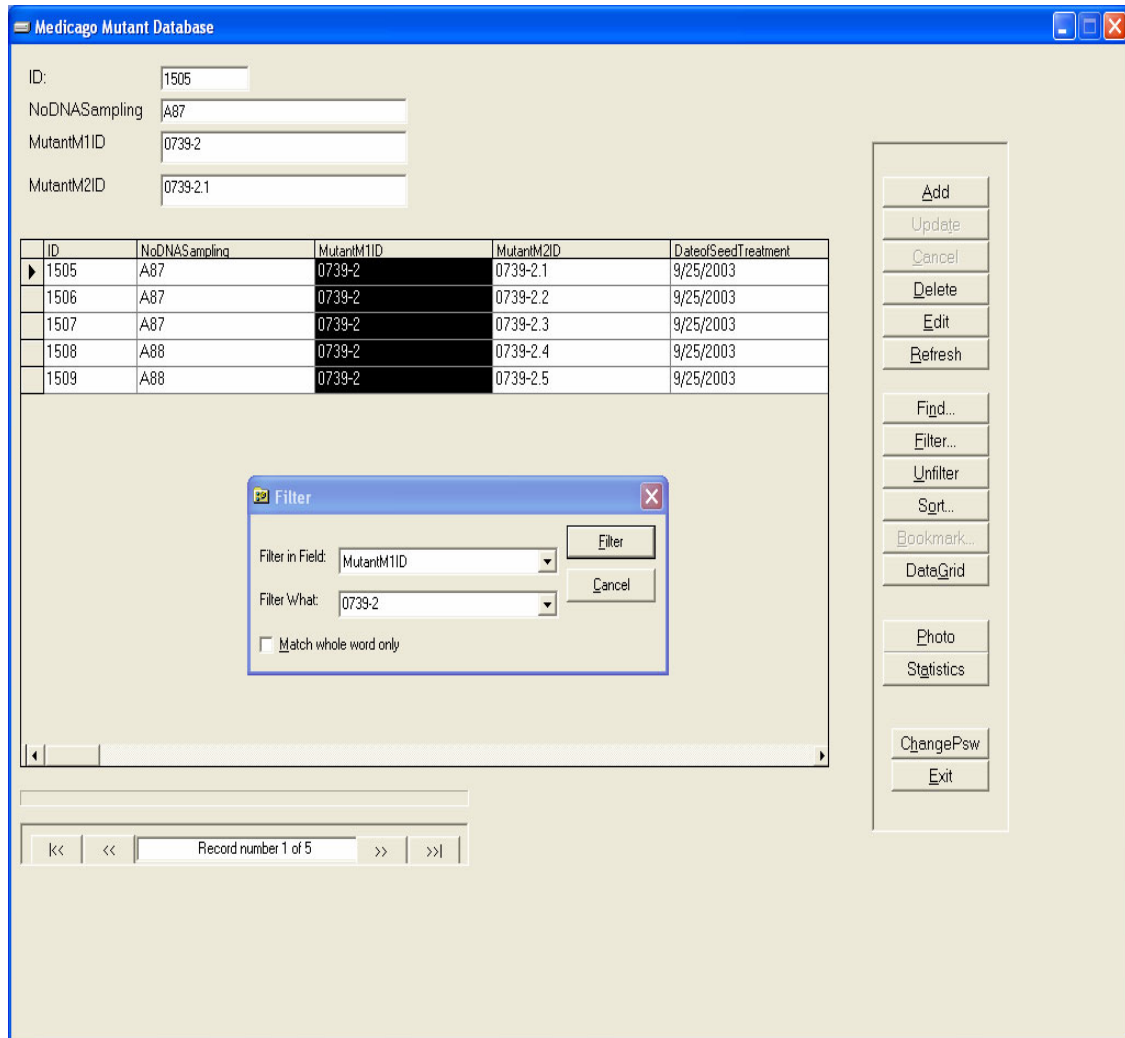 Medicago Mutant Database
ID: 1505
NoDNASampling A87
MutantM1ID 0739-2
MutantM2ID 0739-2.1
ID NoDNASampling MutantM1ID MutantM2ID DateofSeedTreatment
1505 A87 0739-2 0739-2.1 9/25/2003
1506 A87 0739-2 0739-2.2 9/25/2003
1507 A87 0739-2 0739-2.3 9/25/2003
1508 A88 0739-2 0739-2.4 9/25/2003
1509 A88 0739-2 0739-2.5 9/25/2003
Filter
Filter in Field: MutantM1ID
Filter What: 0739-2
Match whole word only
Filter
Cancel
|<< << Record number 1 of 5 >> >>|
Add
Update
Cancel
Delete
Edit
Refresh
Find...
Filter...
Unfilter
Sort...
Bookmark...
DataGrid
Photo
Statistics
ChangePsw
Exit